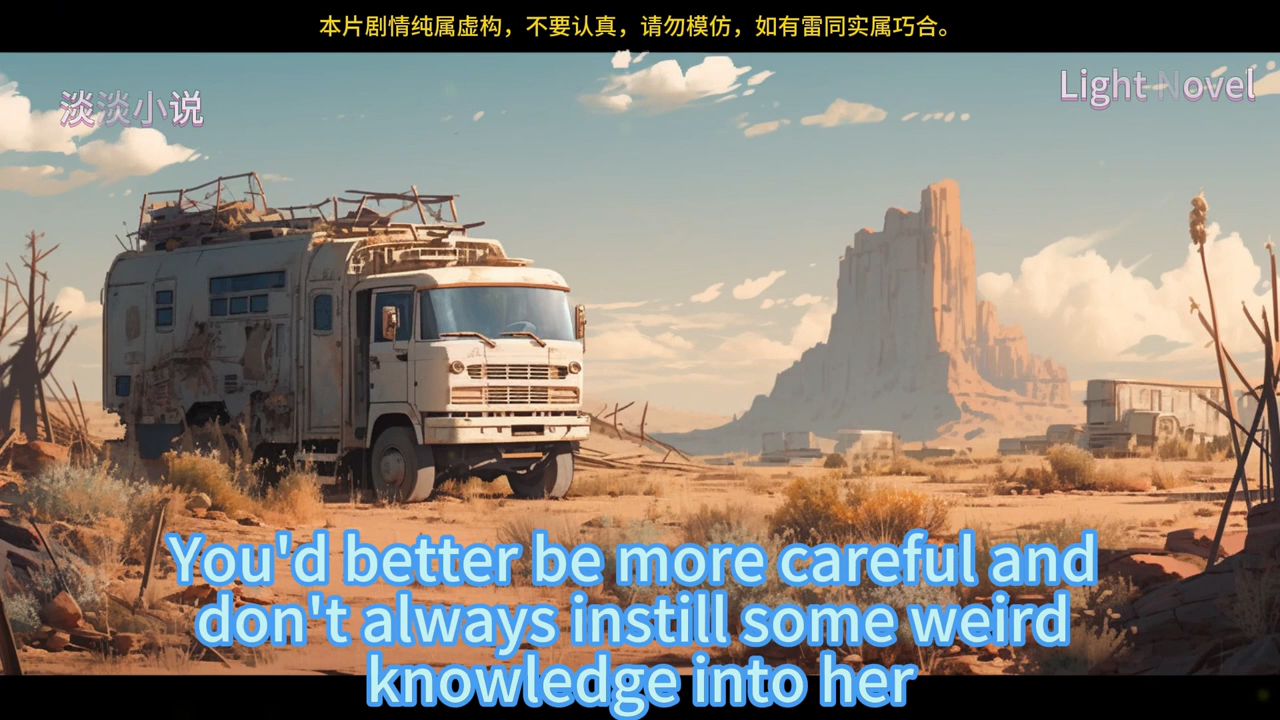 本片剧情纯属虚构，不要认真，请勿模仿，如有雷同实属巧合。
淡淡小说
Light Novel
You'd better be more careful and
don't always instill some weird
knowledge into her